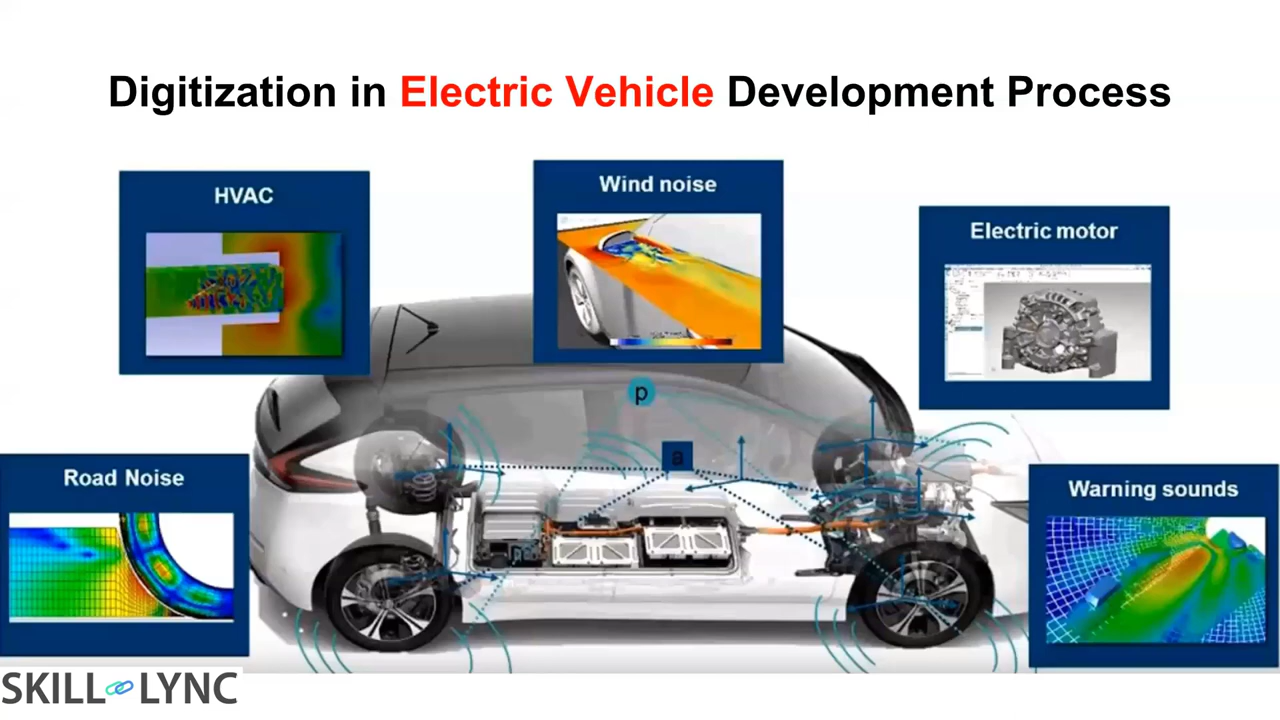 Digitization in Electric Vehicle Development Process
HVAC
Wind noise
Electric motor
p
a
Road Noise
Warning sounds
SKILL LYNC